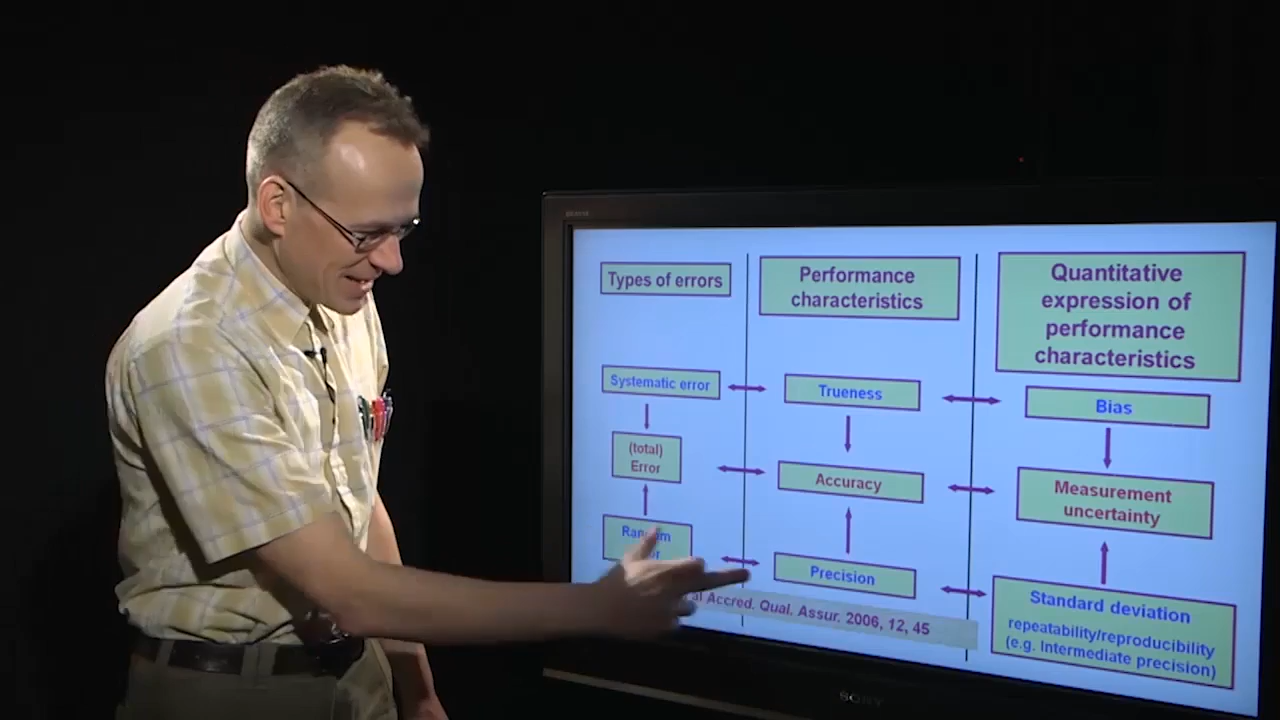 Types of errors
Performance
characteristics
Quantitative
expression of
performance
characteristics
Systematic error
Trueness
Bias
(total)
Error
Accuracy
Measurement
uncertainty
Precision
Standard deviation
repeatability/reproducibility
(e.g. Intermediate precision)
Accred. Qual. Assur. 2006, 12, 45
SONY